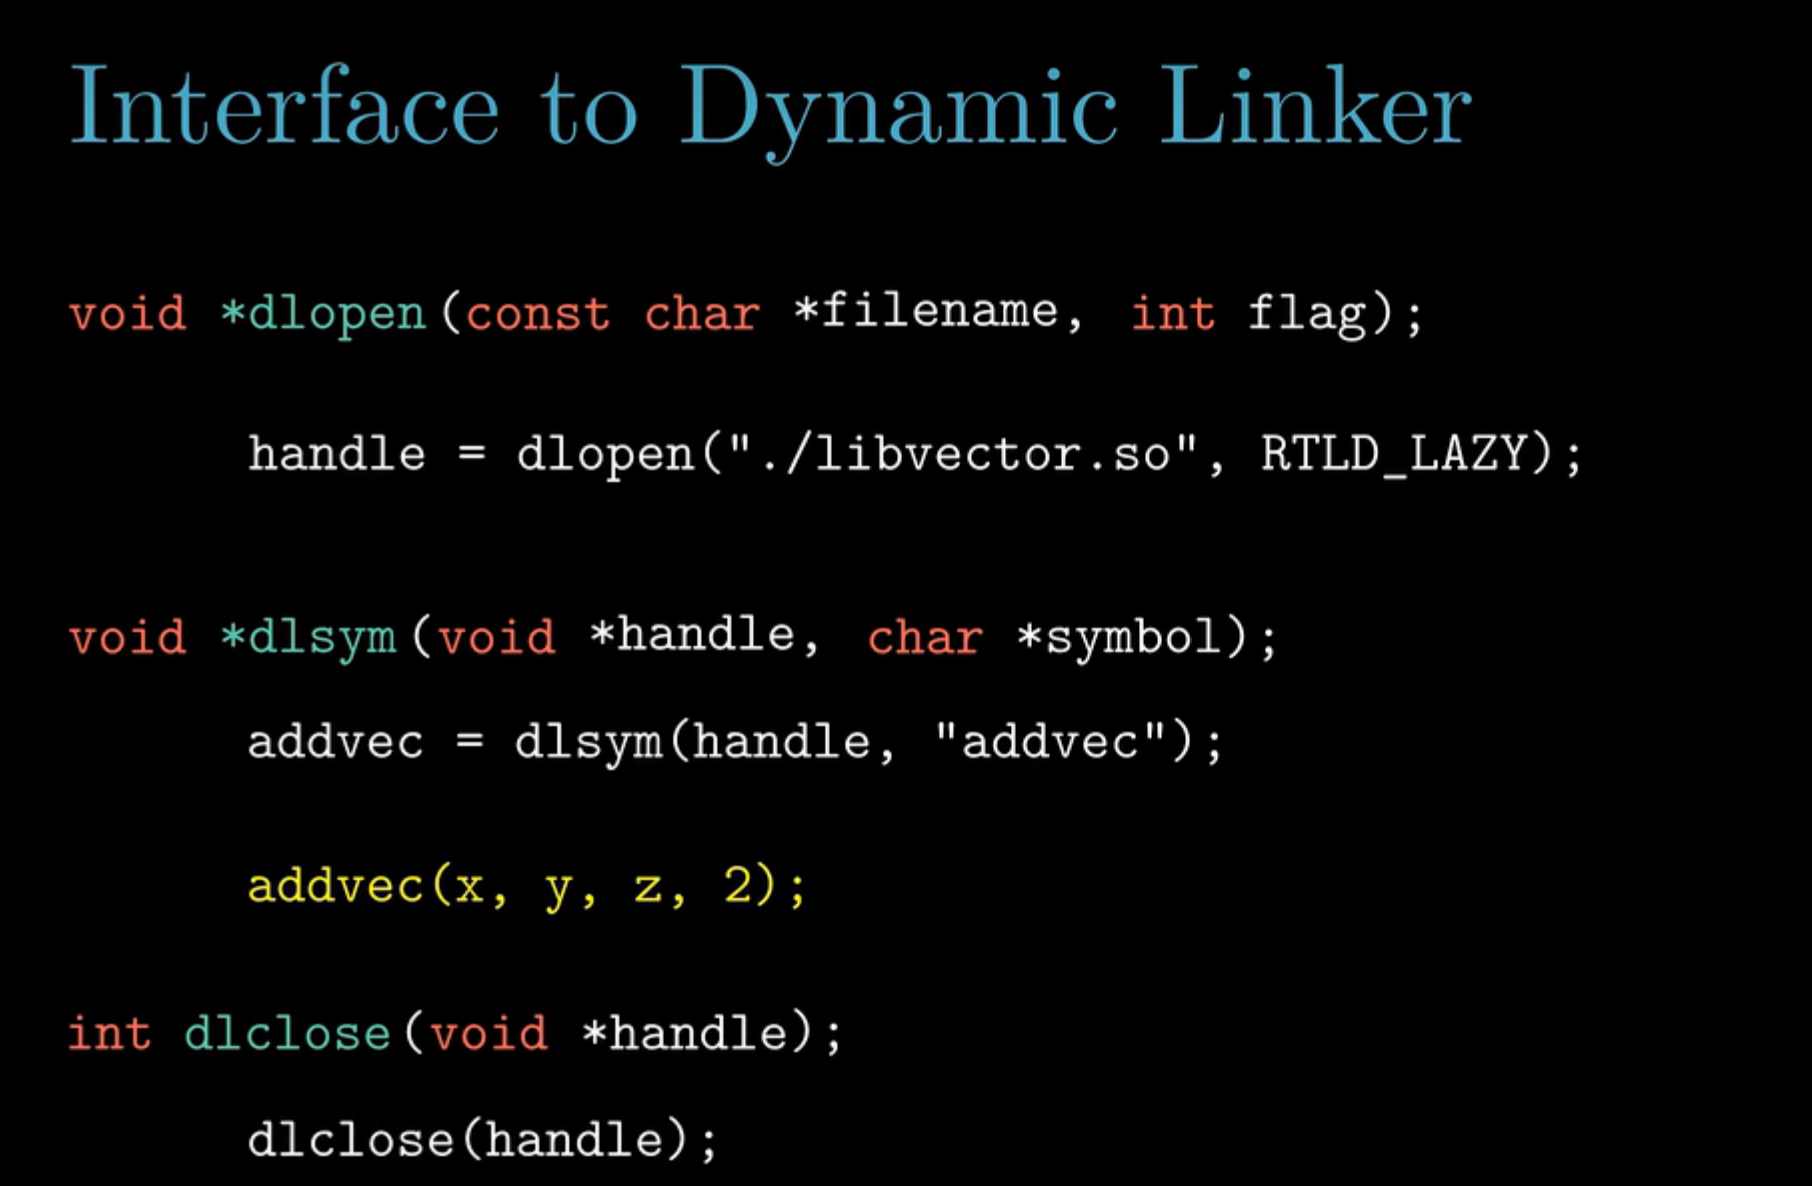 Interface to Dynamic Linker
void *dlopen(const char *filename, int flag);
handle = dlopen("./libvector.so", RTLD_LAZY);
void *dlsym(void *handle, char *symbol);
addvec = dlsym(handle, "addvec");
addvec(x, y, z, 2);
int dlclose(void *handle);
dlclose(handle);